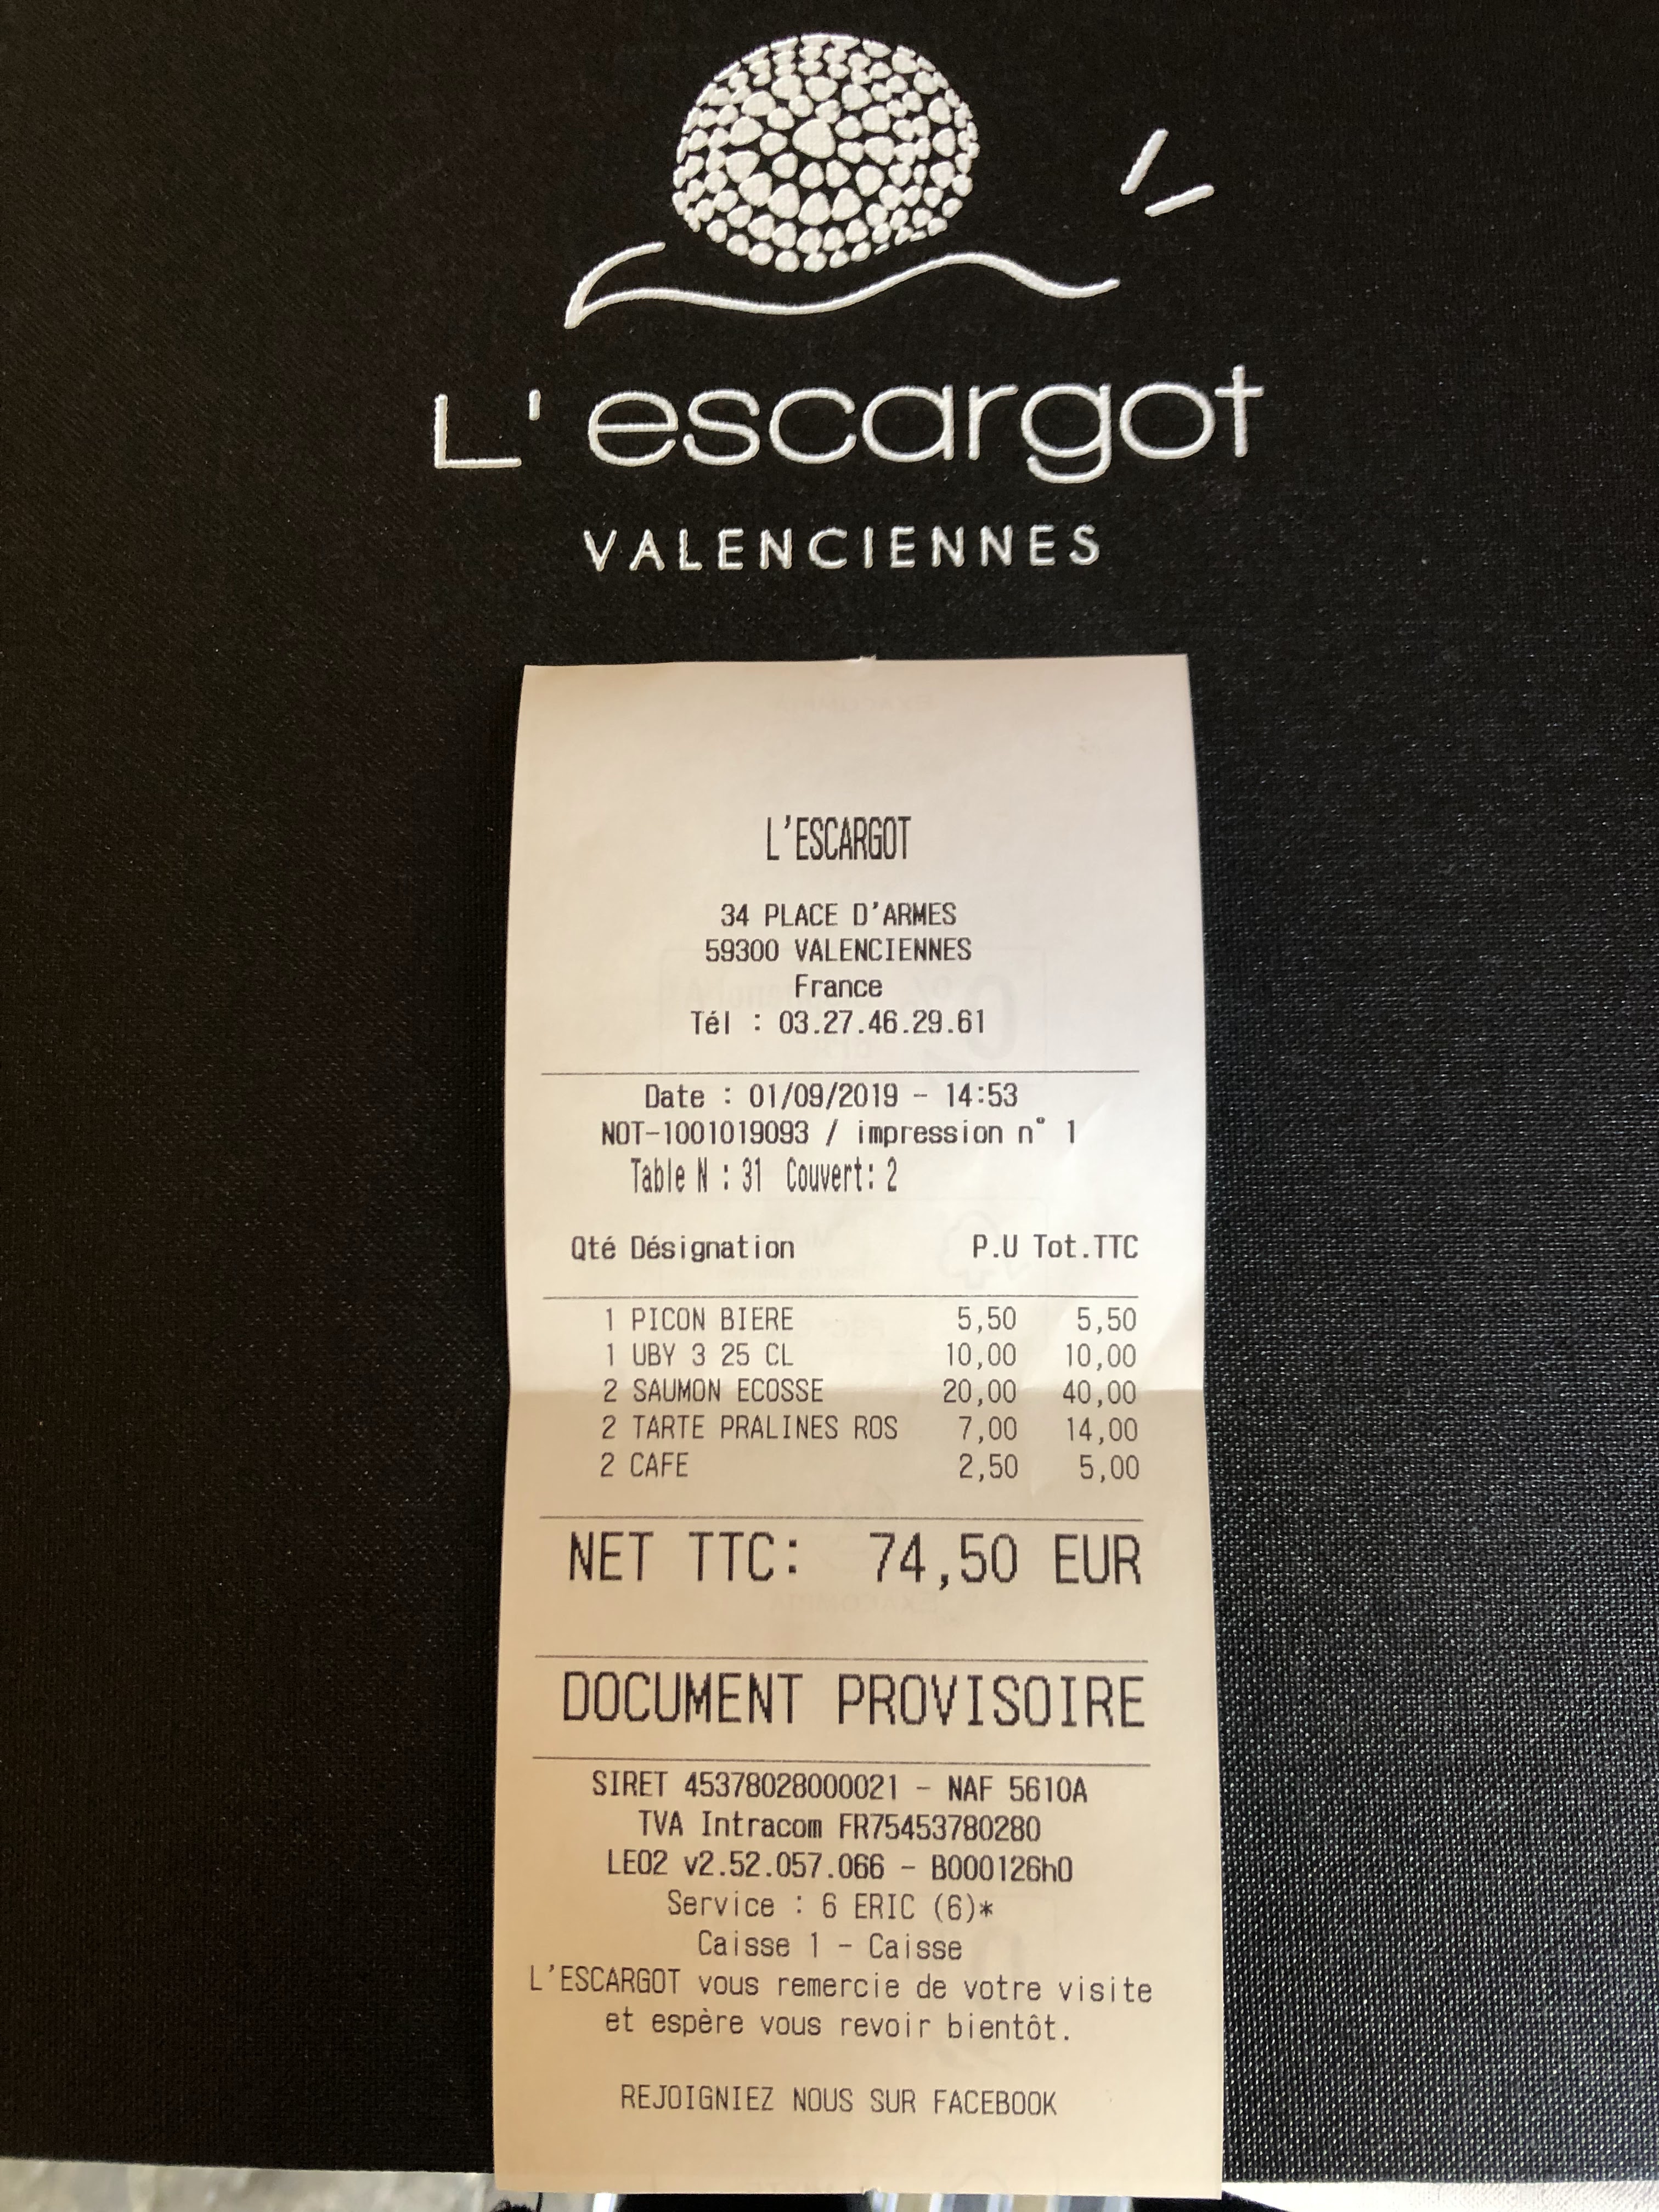 L'escargot
VALENCIENNES
L'ESCARGOT
34 PLACE D'ARMES
59300 VALENCIENNES
France
Tél : 03.27.46.29.61
Date : 01/09/2019 - 14:53
NOT-1001019093 / impression n° 1
Table N : 31 Couvert: 2
Qté Désignation P.U Tot.TTC
1 PICON BIERE 5,50 5,50
1 UBY 3 25 CL 10,00 10,00
2 SAUMON ECOSSE 20,00 40,00
2 TARTE PRALINES ROS 7,00 14,00
2 CAFE 2,50 5,00
NET TTC: 74,50 EUR
DOCUMENT PROVISOIRE
SIRET 45378028000021 - NAF 5610A
TVA Intracom FR75453780280
LEO2 v2.52.057.066 - B000126h0
Service : 6 ERIC (6)*
Caisse 1 - Caisse
L'ESCARGOT vous remercie de votre visite
et espère vous revoir bientôt.
REJOIGNIEZ NOUS SUR FACEBOOK